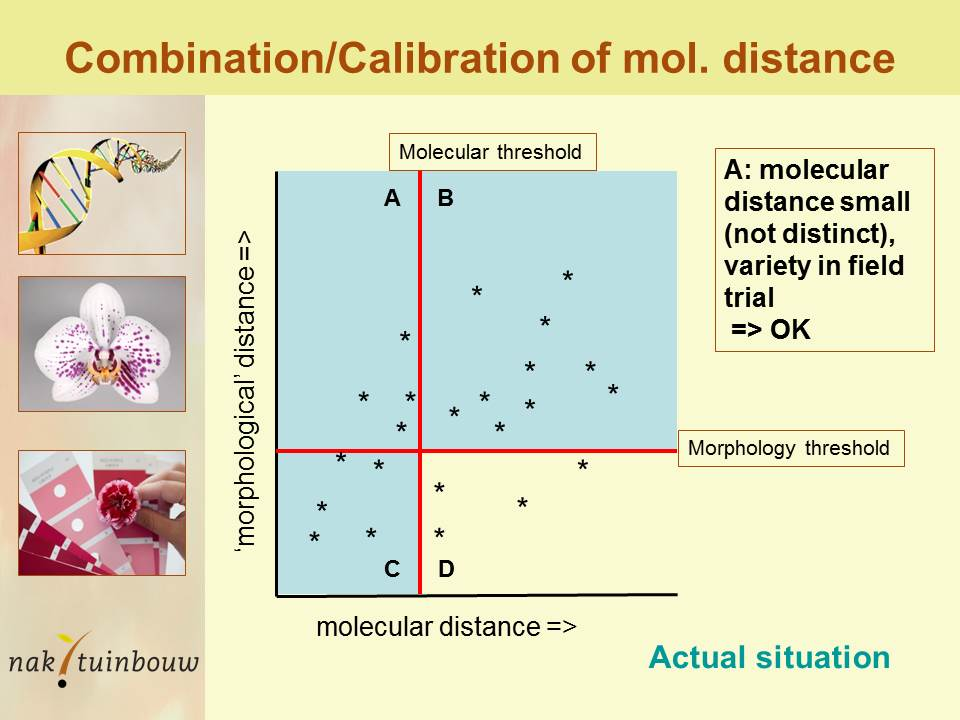 Combination/Calibration of mol. distance
Molecular threshold
A B
A: molecular
distance small
(not distinct),
variety in field
trial
=> OK
‘morphological’ distance =>
Morphology threshold
C D
molecular distance =>
Actual situation
nak tuinbouw